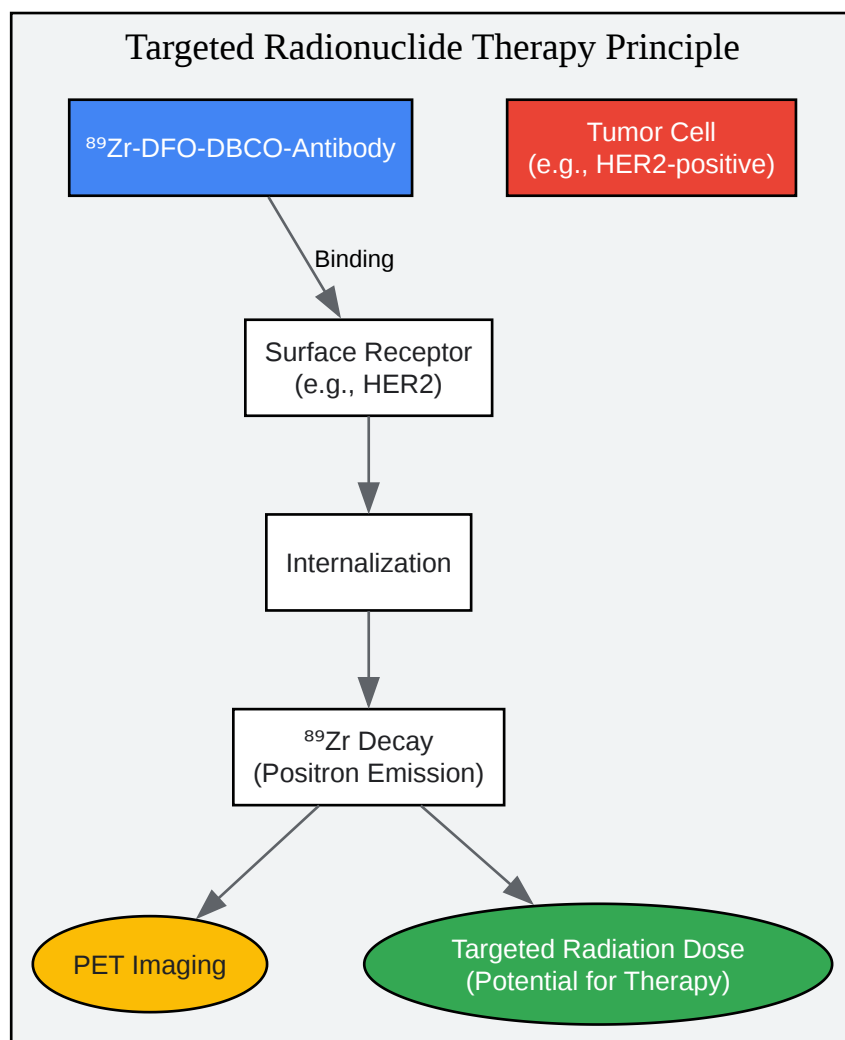 Targeted Radionuclide Therapy Principle
⁸⁹Zr-DFO-DBCO-Antibody
Tumor Cell
(e.g., HER2-positive)
Binding
Surface Receptor
(e.g., HER2)
Internalization
⁸⁹Zr Decay
(Positron Emission)
PET Imaging
Targeted Radiation Dose
(Potential for Therapy)